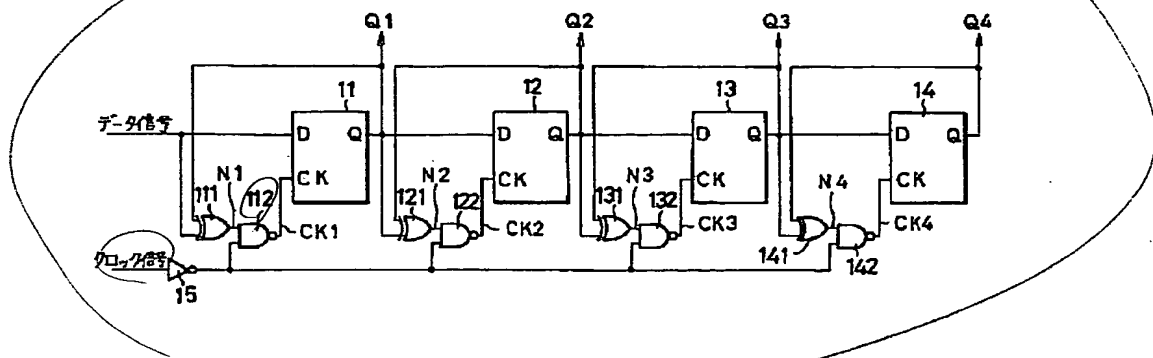 Q1 Q2 Q3 Q4
11 12 13 14
データ信号 D Q D Q D Q D Q
CK CK CK CK
111 N1 112 121 N2 122 131 N3 132 N4
CK1 CK2 CK3 CK4
141 142
クロック信号
15